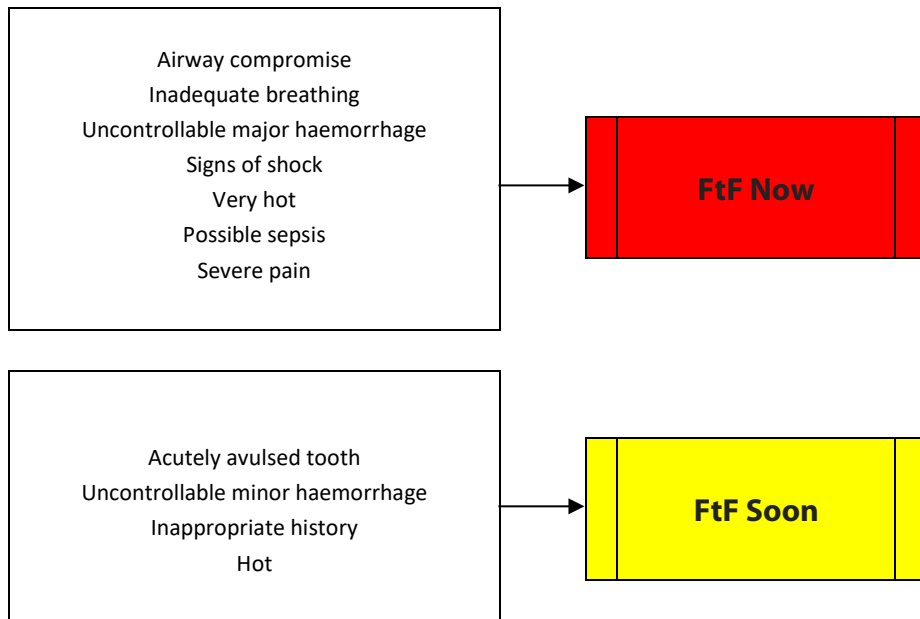 Airway compromise
Inadequate breathing
Uncontrollable major haemorrhage
Signs of shock
Very hot
Possible sepsis
Severe pain
FtF Now
Acutely avulsed tooth
Uncontrollable minor haemorrhage
Inappropriate history
Hot
FtF Soon